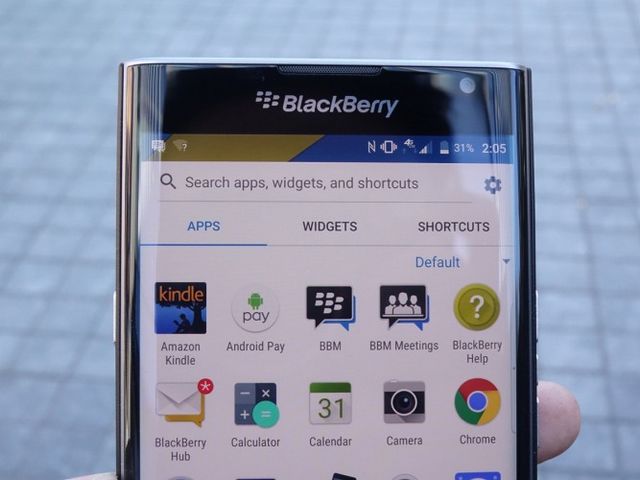 BlackBerry
4G 31% 2:05
Search apps, widgets, and shortcuts
APPS WIDGETS SHORTCUTS
Default
kindle pay ?
Amazon Kindle Android Pay BBM BBM Meetings BlackBerry Help
31
BlackBerry Hub Calculator Calendar Camera Chrome